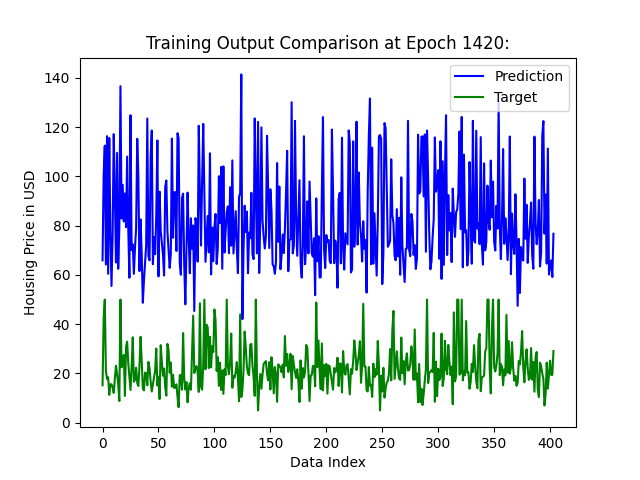 Training Output Comparison at Epoch 1420:
Prediction
Target
140
120
100
80
60
40
20
0
Housing Price in USD
0 50 100 150 200 250 300 350 400
Data Index